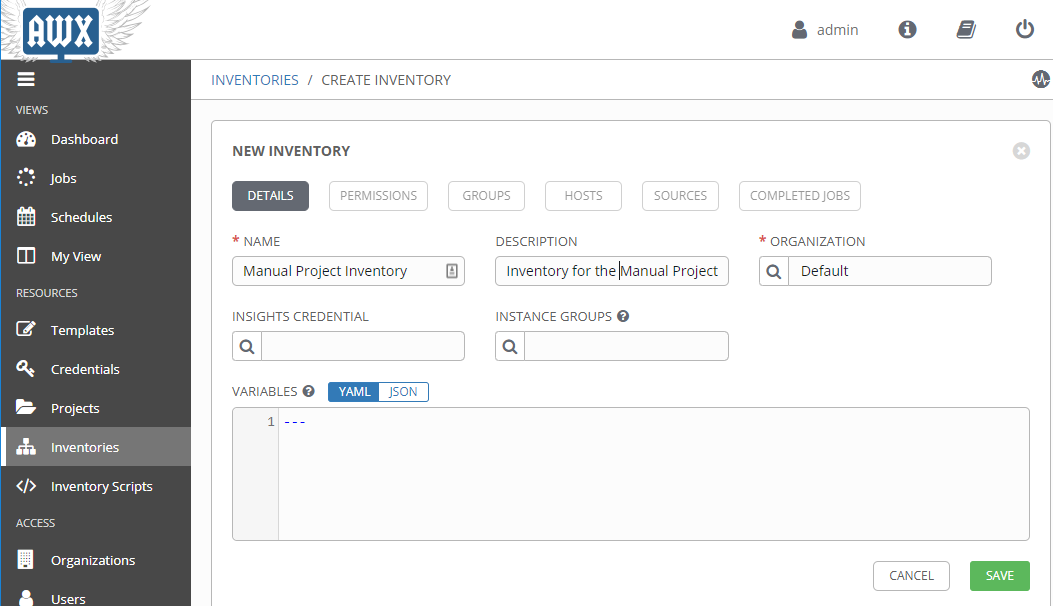 AWX
admin
INVENTORIES / CREATE INVENTORY
VIEWS
Dashboard
Jobs
Schedules
My View
RESOURCES
Templates
Credentials
Projects
Inventories
Inventory Scripts
ACCESS
Organizations
Users
NEW INVENTORY
DETAILS PERMISSIONS GROUPS HOSTS SOURCES COMPLETED JOBS
* NAME DESCRIPTION * ORGANIZATION
Manual Project Inventory Inventory for the Manual Project Default
INSIGHTS CREDENTIAL INSTANCE GROUPS
VARIABLES YAML JSON
1 ---
CANCEL SAVE